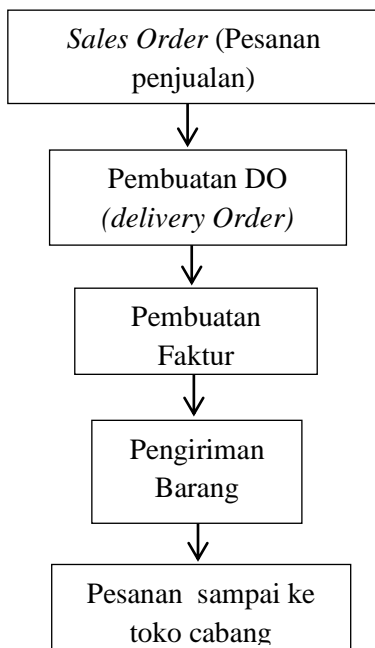 Sales Order (Pesanan
penjualan)
Pembuatan DO
(delivery Order)
Pembuatan
Faktur
Pengiriman
Barang
Pesanan sampai ke
toko cabang